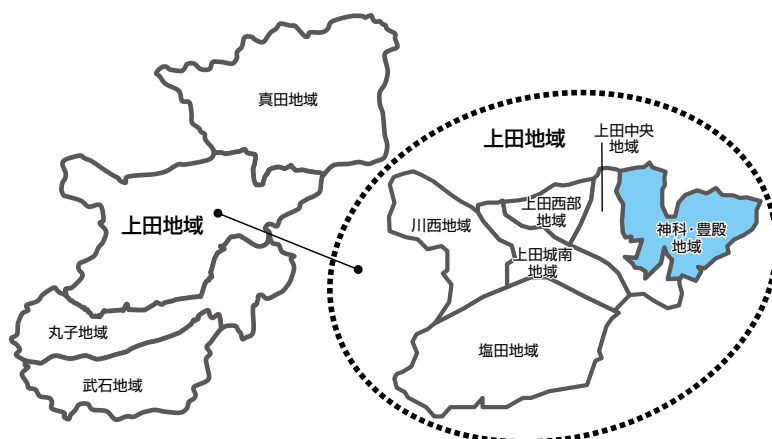 真田地域
上田地域
丸子地域
武石地域
上田地域
上田中央
地域
上田西部
地域
川西地域
上田城南
地域
神科・豊殿
地域
塩田地域